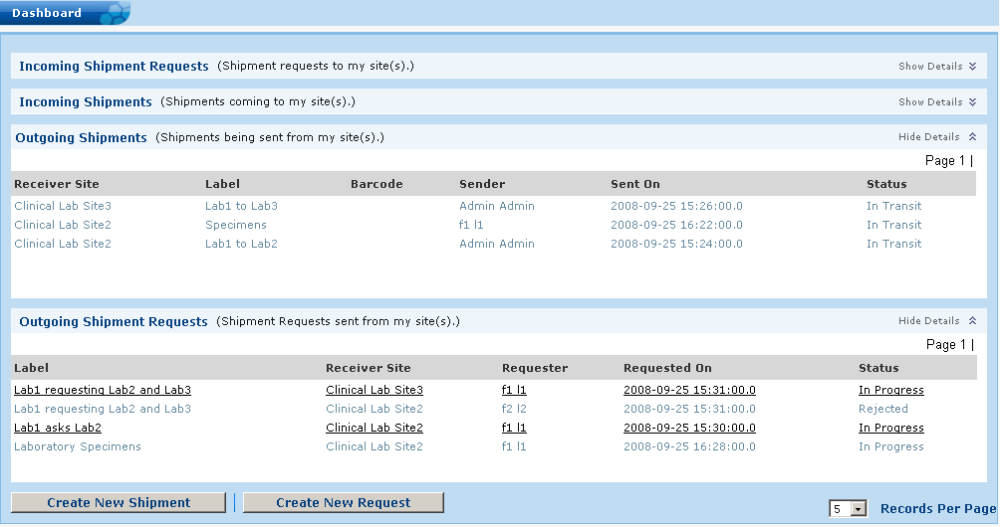 Dashboard
Incoming Shipment Requests (Shipment requests to my site(s).) Show Details
Incoming Shipments (Shipments coming to my site(s).) Show Details
Outgoing Shipments (Shipments being sent from my site(s).) Hide Details
Page 1 |
Receiver Site Label Barcode Sender Sent On Status
Clinical Lab Site3 Lab1 to Lab3 Admin Admin 2008-09-25 15:26:00.0 In Transit
Clinical Lab Site2 Specimens f1 l1 2008-09-25 16:22:00.0 In Transit
Clinical Lab Site2 Lab1 to Lab2 Admin Admin 2008-09-25 15:24:00.0 In Transit
Outgoing Shipment Requests (Shipment Requests sent from my site(s).) Hide Details
Page 1 |
Label Receiver Site Requester Requested On Status
Lab1 requesting Lab2 and Lab3 Clinical Lab Site3 f1 l1 2008-09-25 15:31:00.0 In Progress
Lab1 requesting Lab2 and Lab3 Clinical Lab Site2 f2 l2 2008-09-25 15:31:00.0 Rejected
Lab1 asks Lab2 Clinical Lab Site2 f1 l1 2008-09-25 15:30:00.0 In Progress
Laboratory Specimens Clinical Lab Site2 f1 l1 2008-09-25 16:28:00.0 In Progress
Create New Shipment | Create New Request 5 Records Per Page